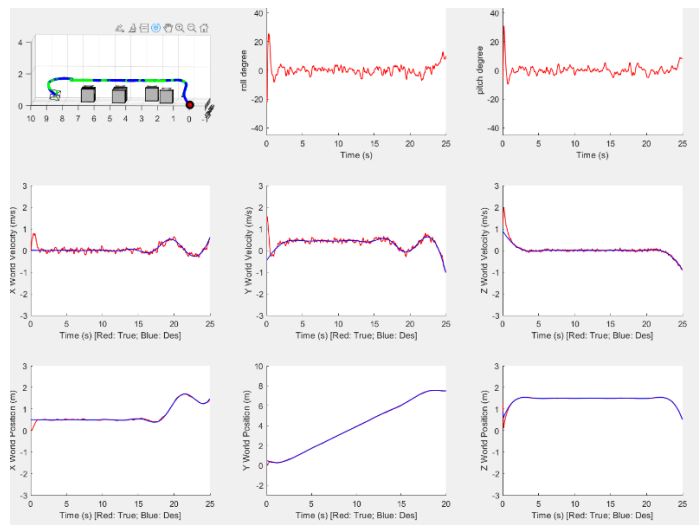 40
20
0
-20
-40
roll degree
0 5 10 15 20 25
Time (s)
40
20
0
-20
-40
pitch degree
0 5 10 15 20 25
Time (s)
4
2
0
10 9 8 7 6 5 4 3 2 1 0 -1
3
2
1
0
-1
-2
-3
X World Velocity (m/s)
0 5 10 15 20 25
Time (s) [Red: True; Blue: Des]
3
2
1
0
-1
-2
-3
Y World Velocity (m/s)
0 5 10 15 20 25
Time (s) [Red: True; Blue: Des]
3
2
1
0
-1
-2
-3
Z World Velocity (m/s)
0 5 10 15 20 25
Time (s) [Red: True; Blue: Des]
3
2
1
0
-1
-2
-3
X World Position (m)
0 5 10 15 20 25
Time (s) [Red: True; Blue: Des]
10
8
6
4
2
0
-2
Y World Position (m)
0 5 10 15 20
Time (s) [Red: True; Blue: Des]
3
2
1
0
-1
-2
-3
Z World Position (m)
0 5 10 15 20 25
Time (s) [Red: True; Blue: Des]